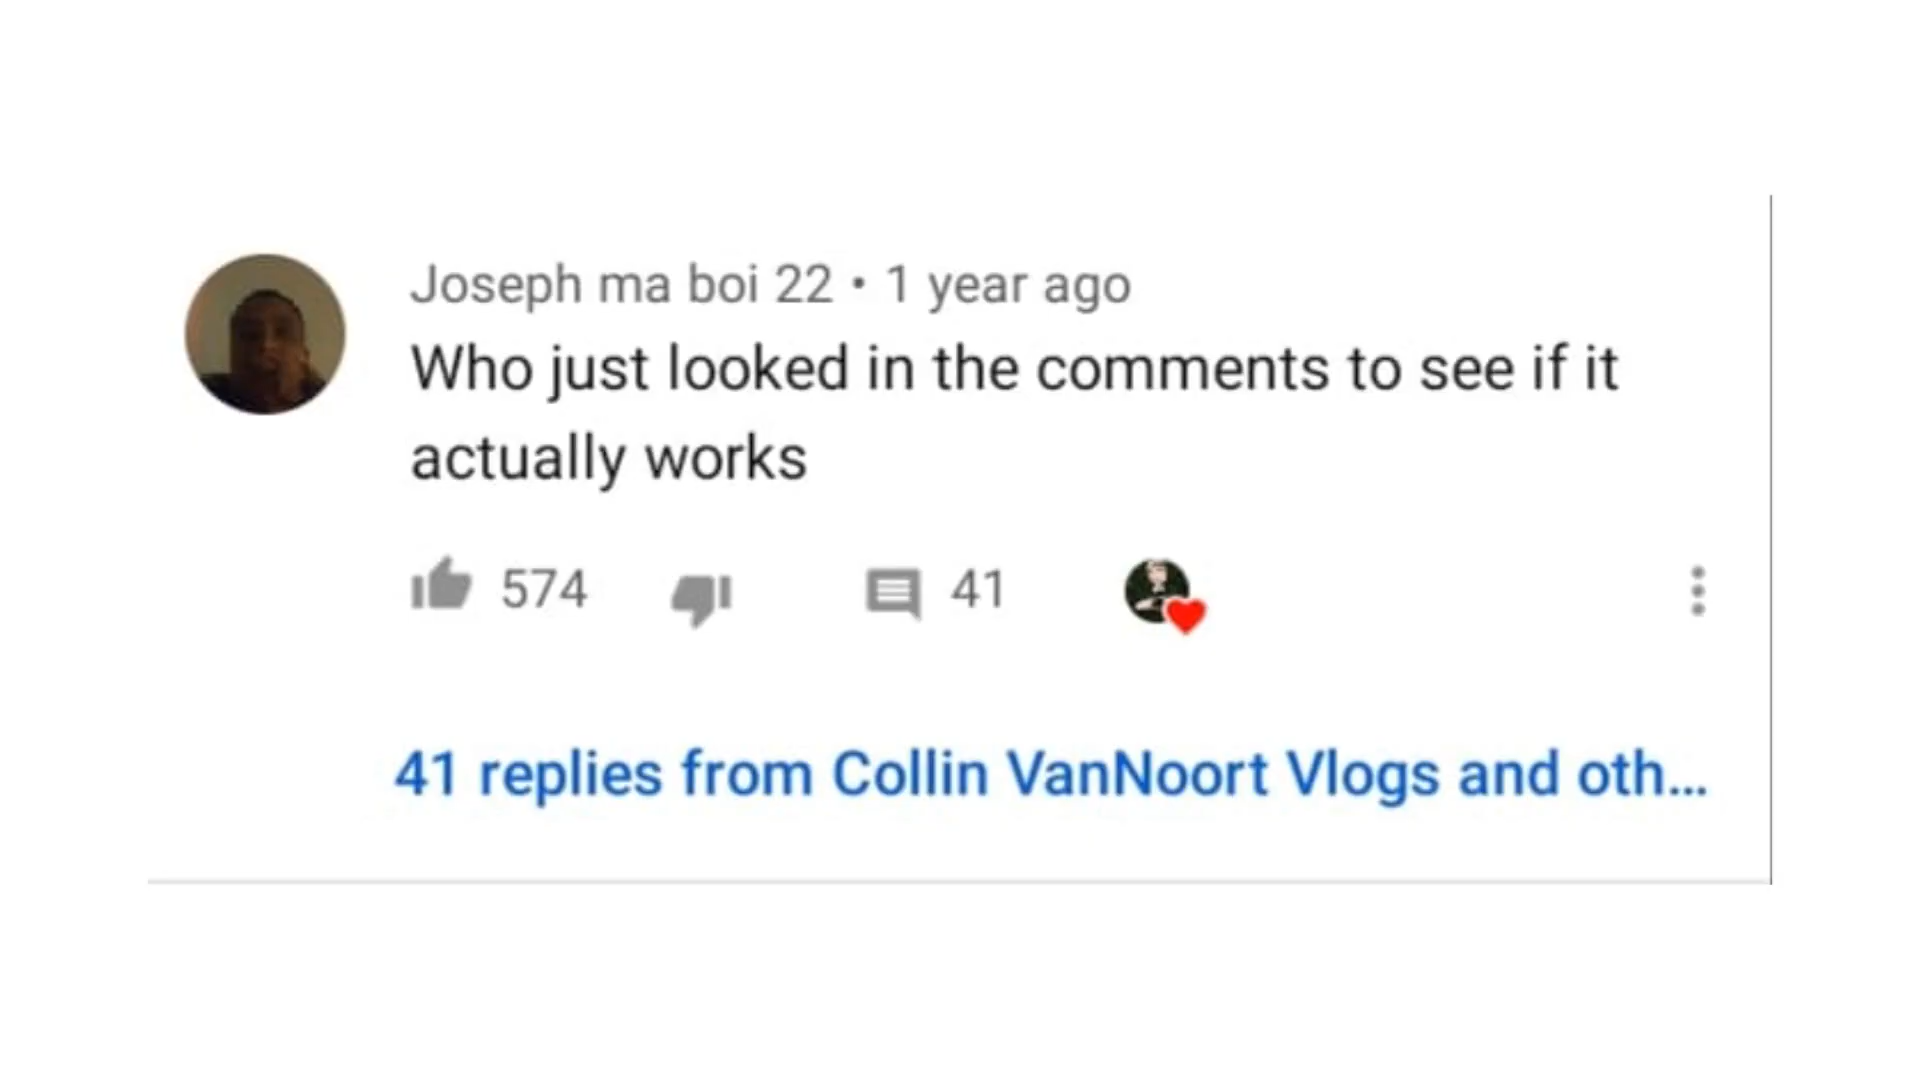 Joseph ma boi 22 • 1 year ago
Who just looked in the comments to see if it
actually works
574 41
41 replies from Collin VanNoort Vlogs and oth...